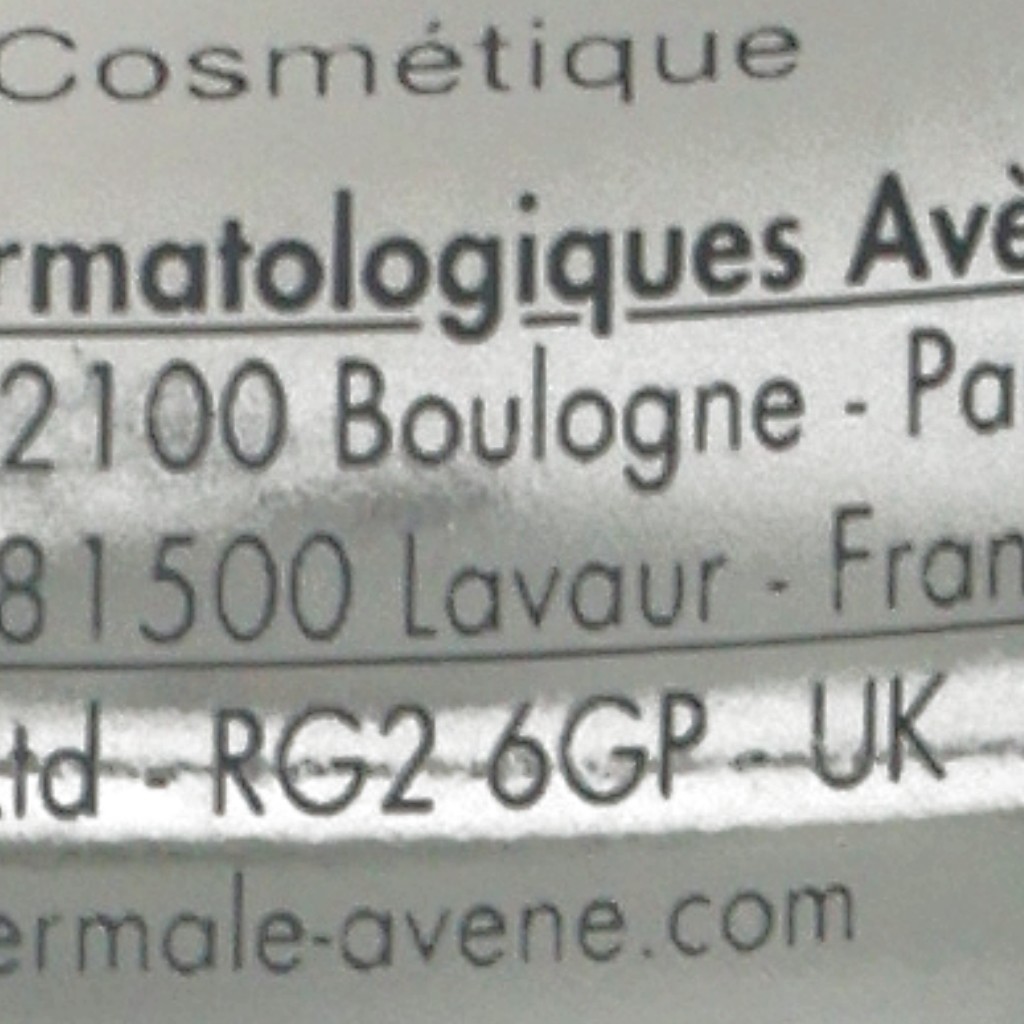 Cosmétique
rmatologiques Avè
2100 Boulogne - Pa
81500 Lavaur - Fran
Ltd - RG2 6GP - UK
ermale-avene.com